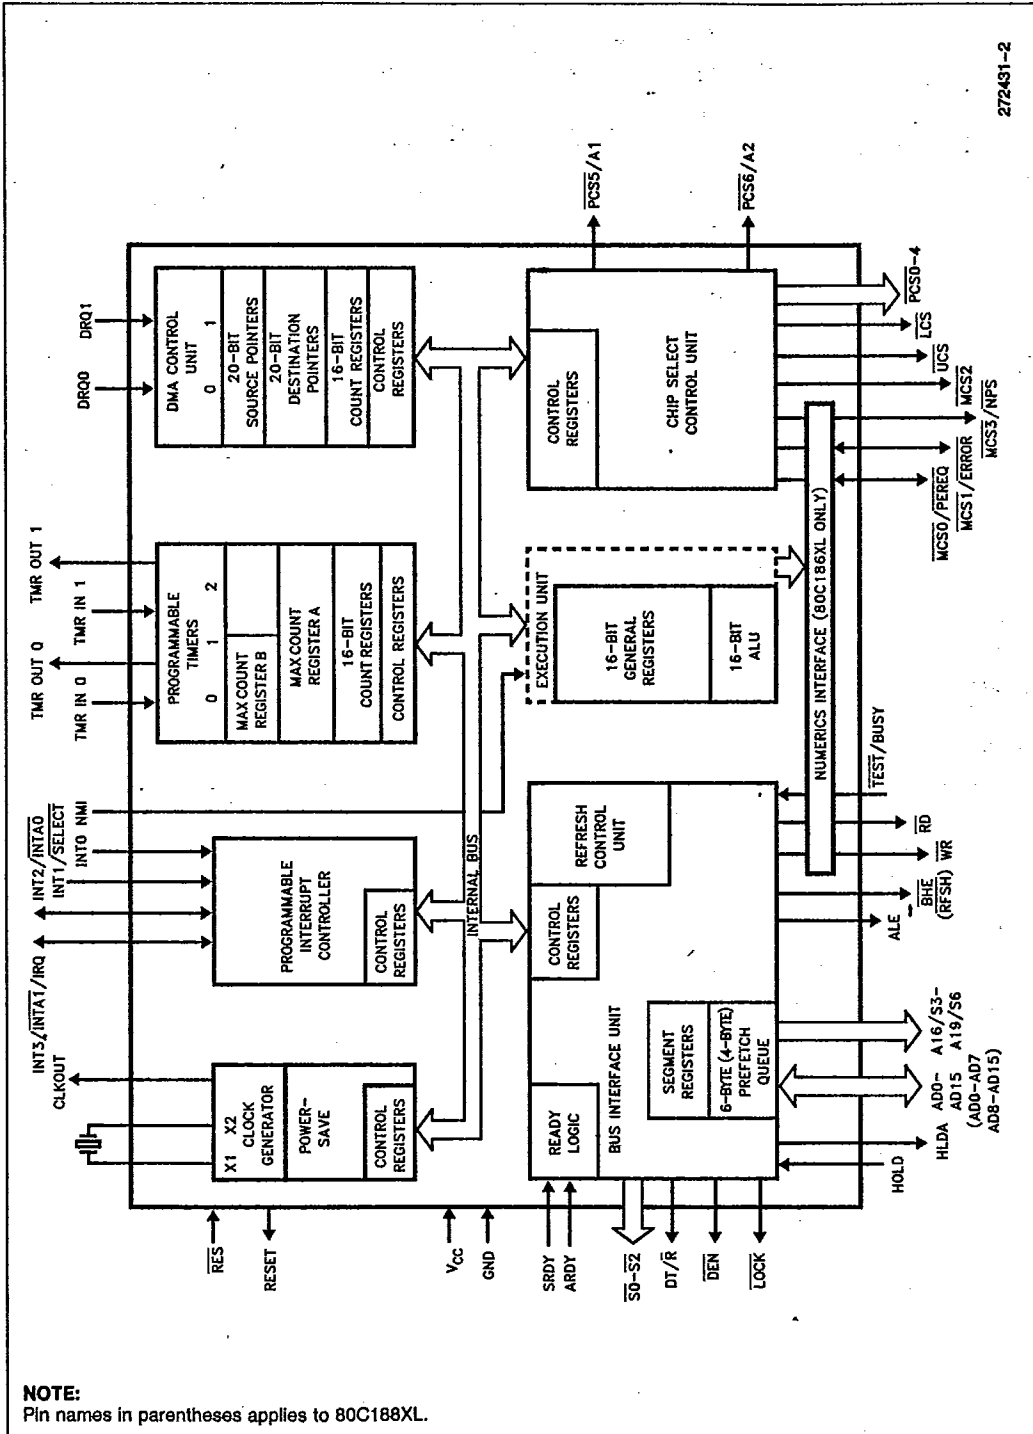 272431-2
CLKOUT
INT3/INTA1/IRQ
INT2/INTA0
INT1/SELECT
INT0 NMI
TMR IN 0
TMR OUT 0
TMR IN 1
TMR OUT 1
DRQ0
DRQ1
X1 X2
CLOCK
GENERATOR
POWER-
SAVE
CONTROL
REGISTERS
PROGRAMMABLE
INTERRUPT
CONTROLLER
CONTROL
REGISTERS
PROGRAMMABLE
TIMERS
0 1 2
MAX COUNT
REGISTER B
MAX COUNT
REGISTER A
16-BIT
COUNT REGISTERS
CONTROL REGISTERS
DMA CONTROL
UNIT
0 1
20-BIT
SOURCE POINTERS
20-BIT
DESTINATION
POINTERS
16-BIT
COUNT REGISTERS
CONTROL
REGISTERS
RES
RESET
VCC
GND
INTERNAL BUS
SRDY
ARDY
S0-S2
DT/R
DEN
LOCK
READY
LOGIC
BUS INTERFACE UNIT
CONTROL
REGISTERS
REFRESH
CONTROL
UNIT
SEGMENT
REGISTERS
6-BYTE (4-BYTE)
PREFETCH
QUEUE
EXECUTION UNIT
16-BIT
GENERAL
REGISTERS
16-BIT
ALU
CONTROL
REGISTERS
CHIP SELECT
CONTROL UNIT
PCS5/A1
PCS6/A2
NUMERICS INTERFACE (80C186XL ONLY)
HOLD
HLDA
AD0-
AD15
(AD0-AD7
AD8-AD15)
A16/S3-
A19/S6
ALE
BHE
(RFSH)
WR
RD
TEST/BUSY
MCS0/PEREQ
MCS1/ERROR
MCS3/NPS
MCS2
UCS
LCS
PCS0-4
NOTE:
Pin names in parentheses applies to 80C188XL.